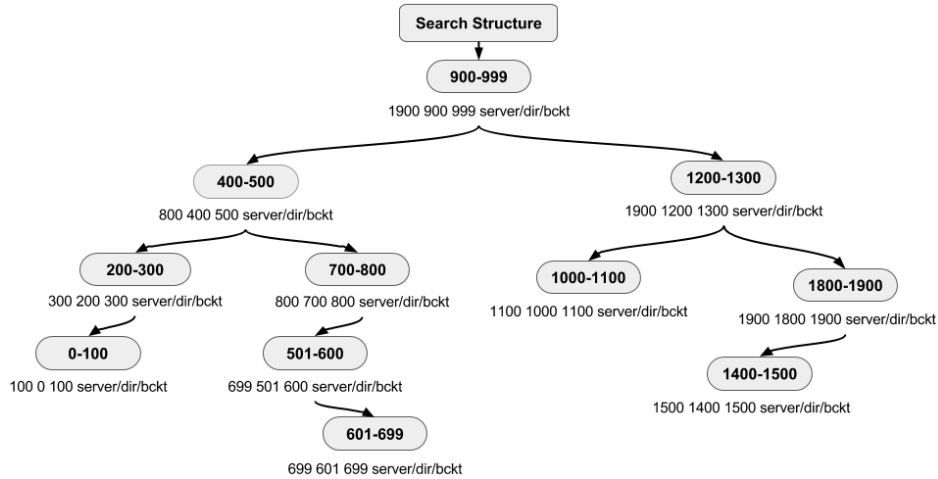 Search Structure
900-999
1900 900 999 server/dir/bckt
400-500
800 400 500 server/dir/bckt
1200-1300
1900 1200 1300 server/dir/bckt
200-300
300 200 300 server/dir/bckt
700-800
800 700 800 server/dir/bckt
1000-1100
1100 1000 1100 server/dir/bckt
1800-1900
1900 1800 1900 server/dir/bckt
0-100
100 0 100 server/dir/bckt
501-600
699 501 600 server/dir/bckt
1400-1500
1500 1400 1500 server/dir/bckt
601-699
699 601 699 server/dir/bckt